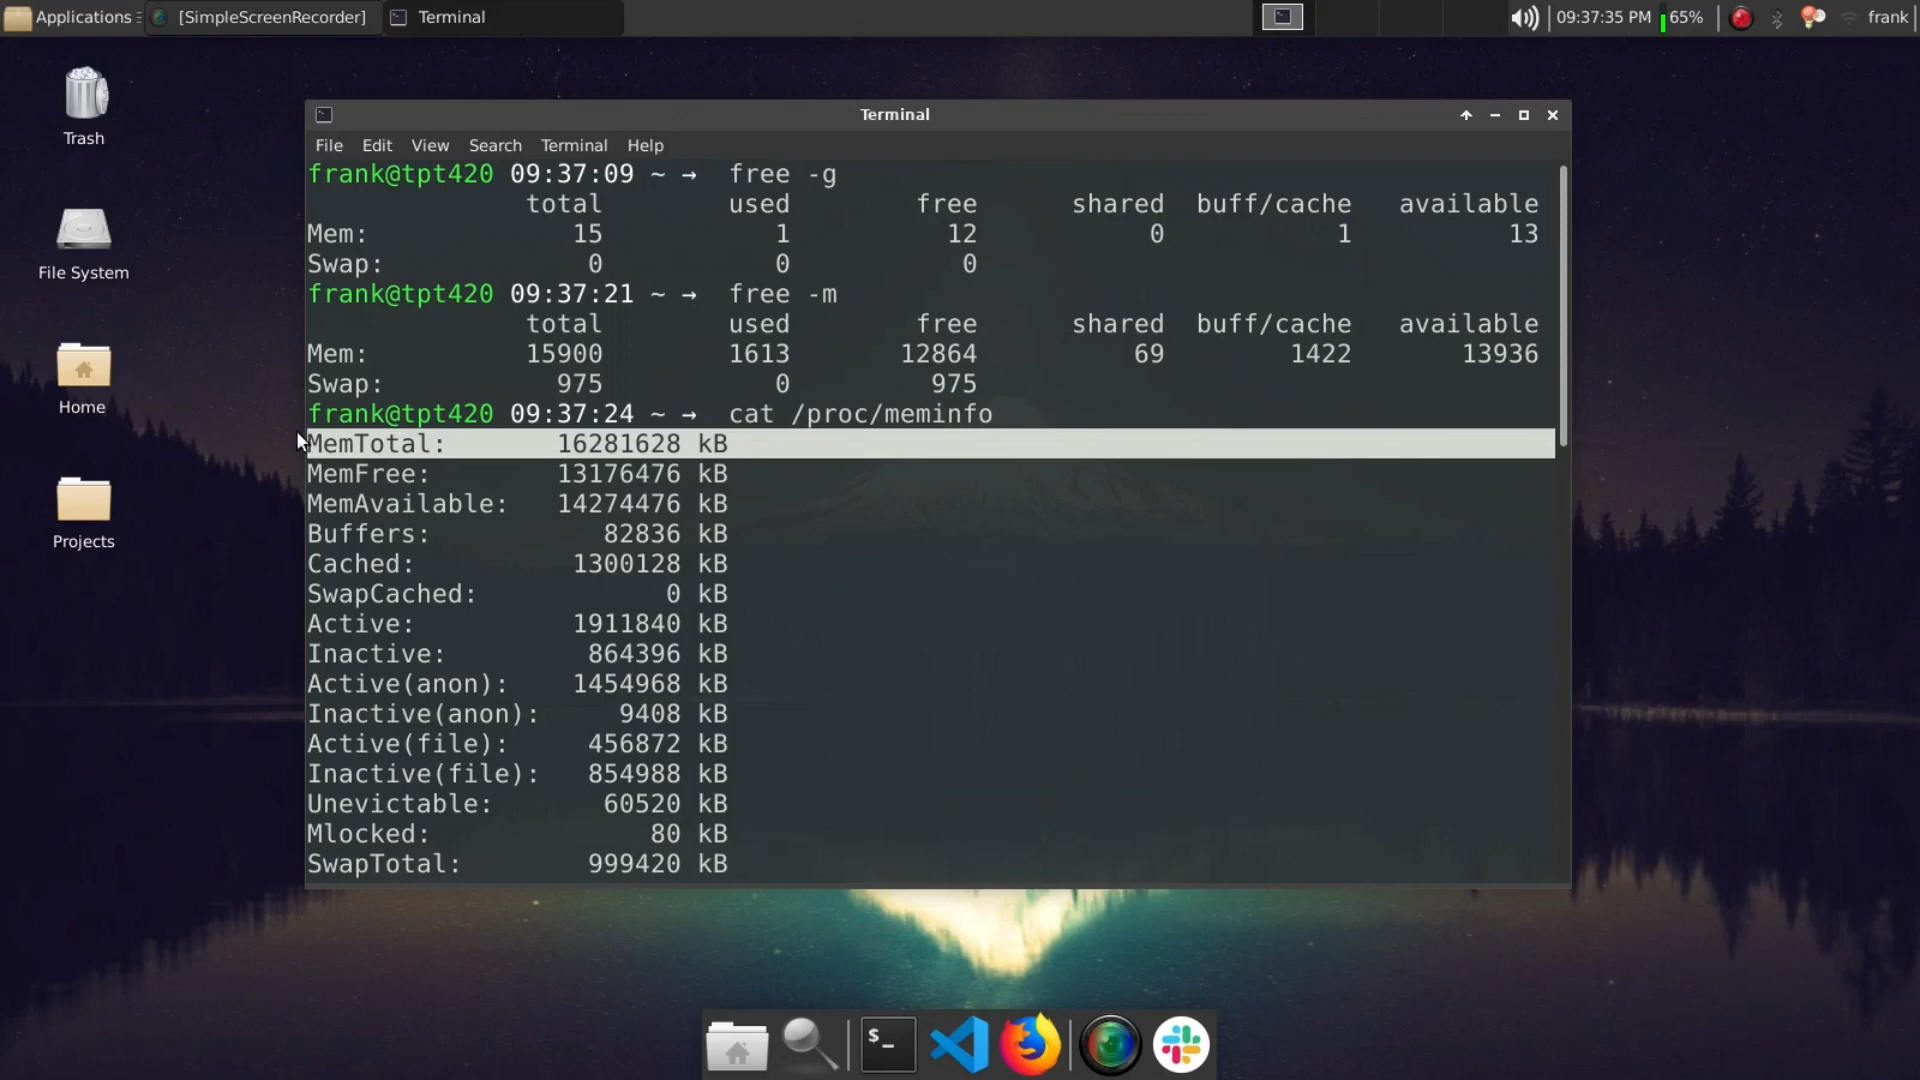 Applications [SimpleScreenRecorder] Terminal 09:37:35 PM 65% frank
Trash
File System
Home
Projects
Terminal
File Edit View Search Terminal Help
frank@tpt420 09:37:09 ~ → free -g
total used free shared buff/cache available
Mem: 15 1 12 0 1 13
Swap: 0 0 0
frank@tpt420 09:37:21 ~ → free -m
total used free shared buff/cache available
Mem: 15900 1613 12864 69 1422 13936
Swap: 975 0 975
frank@tpt420 09:37:24 ~ → cat /proc/meminfo
MemTotal: 16281628 kB
MemFree: 13176476 kB
MemAvailable: 14274476 kB
Buffers: 82836 kB
Cached: 1300128 kB
SwapCached: 0 kB
Active: 1911840 kB
Inactive: 864396 kB
Active(anon): 1454968 kB
Inactive(anon): 9408 kB
Active(file): 456872 kB
Inactive(file): 854988 kB
Unevictable: 60520 kB
Mlocked: 80 kB
SwapTotal: 999420 kB
$_